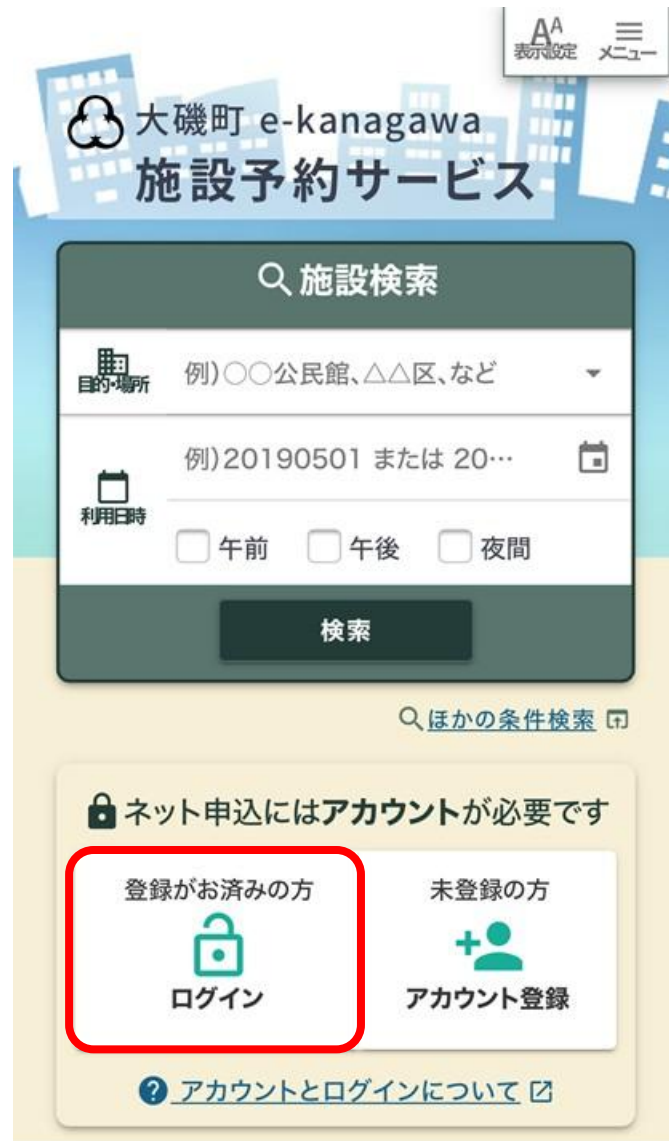 AA
表示設定 メニュー
大磯町 e-kanagawa
施設予約サービス
施設検索
目的・場所
例)○○公民館、△△区、など
利用日時
例)20190501 または 20…
午前 午後 夜間
検索
ほかの条件検索
ネット申込にはアカウントが必要です
登録がお済みの方
ログイン
未登録の方
アカウント登録
? アカウントとログインについて